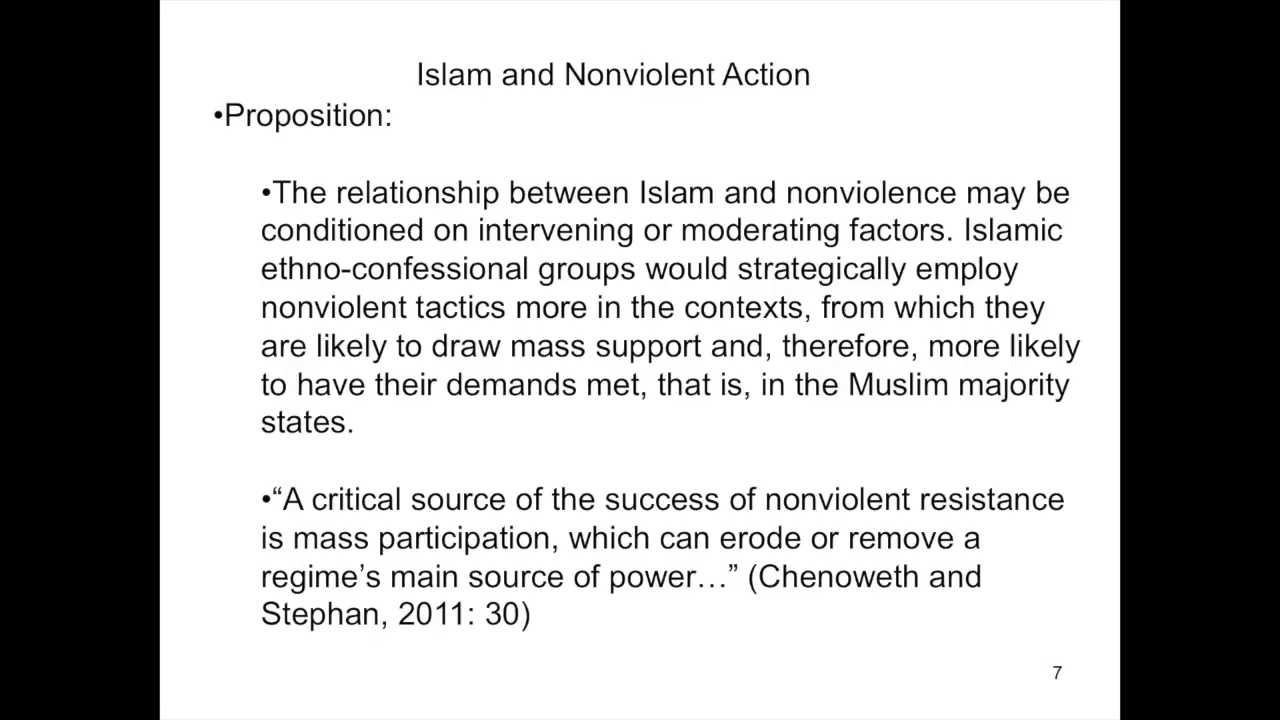 Islam and Nonviolent Action
•Proposition:
•The relationship between Islam and nonviolence may be
conditioned on intervening or moderating factors. Islamic
ethno-confessional groups would strategically employ
nonviolent tactics more in the contexts, from which they
are likely to draw mass support and, therefore, more likely
to have their demands met, that is, in the Muslim majority
states.
•“A critical source of the success of nonviolent resistance
is mass participation, which can erode or remove a
regime’s main source of power…” (Chenoweth and
Stephan, 2011: 30)
7